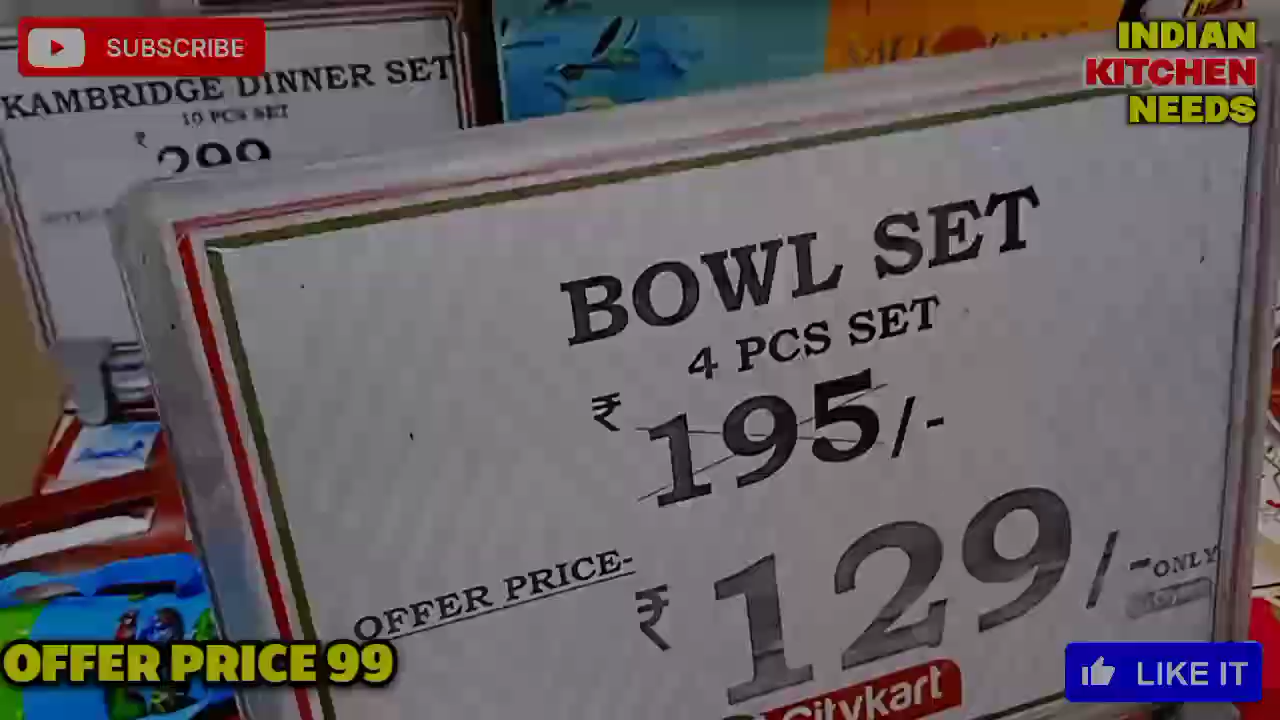 SUBSCRIBE
INDIAN
KITCHEN
NEEDS
KAMBRIDGE DINNER SET
10 PCS SET
₹
BOWL SET
4 PCS SET
₹ 195/-
OFFER PRICE- ₹ 129/- ONLY
Citykart
OFFER PRICE 99
LIKE IT